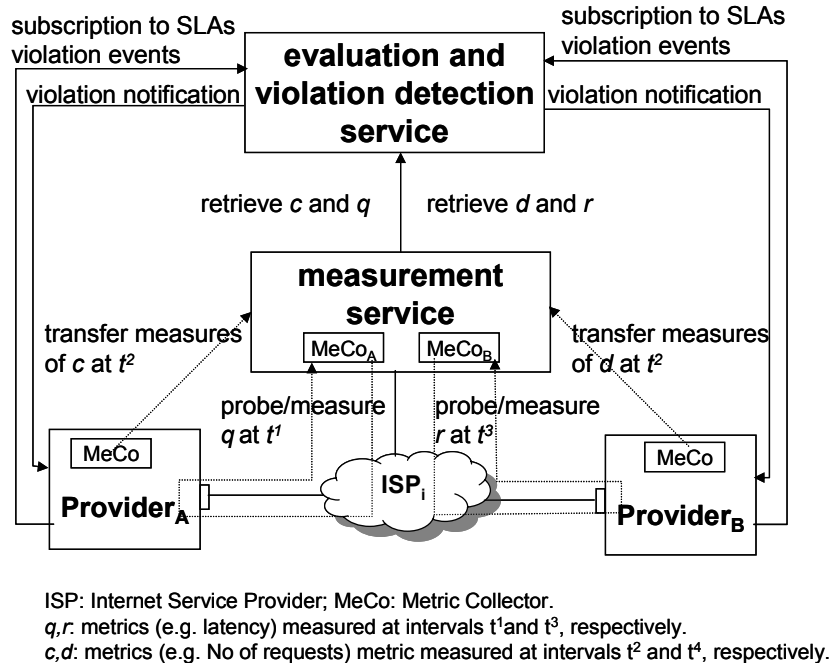 subscription to SLAs
violation events
subscription to SLAs
violation events
evaluation and
violation detection
service
violation notification
violation notification
retrieve c and q
retrieve d and r
measurement
service
MeCoA
MeCoB
transfer measures
of c at t²
transfer measures
of d at t²
probe/measure
q at t¹
probe/measure
r at t³
MeCo
ProviderA
ISPi
MeCo
ProviderB
ISP: Internet Service Provider; MeCo: Metric Collector.
q,r: metrics (e.g. latency) measured at intervals t¹and t³, respectively.
c,d: metrics (e.g. No of requests) metric measured at intervals t² and t⁴, respectively.